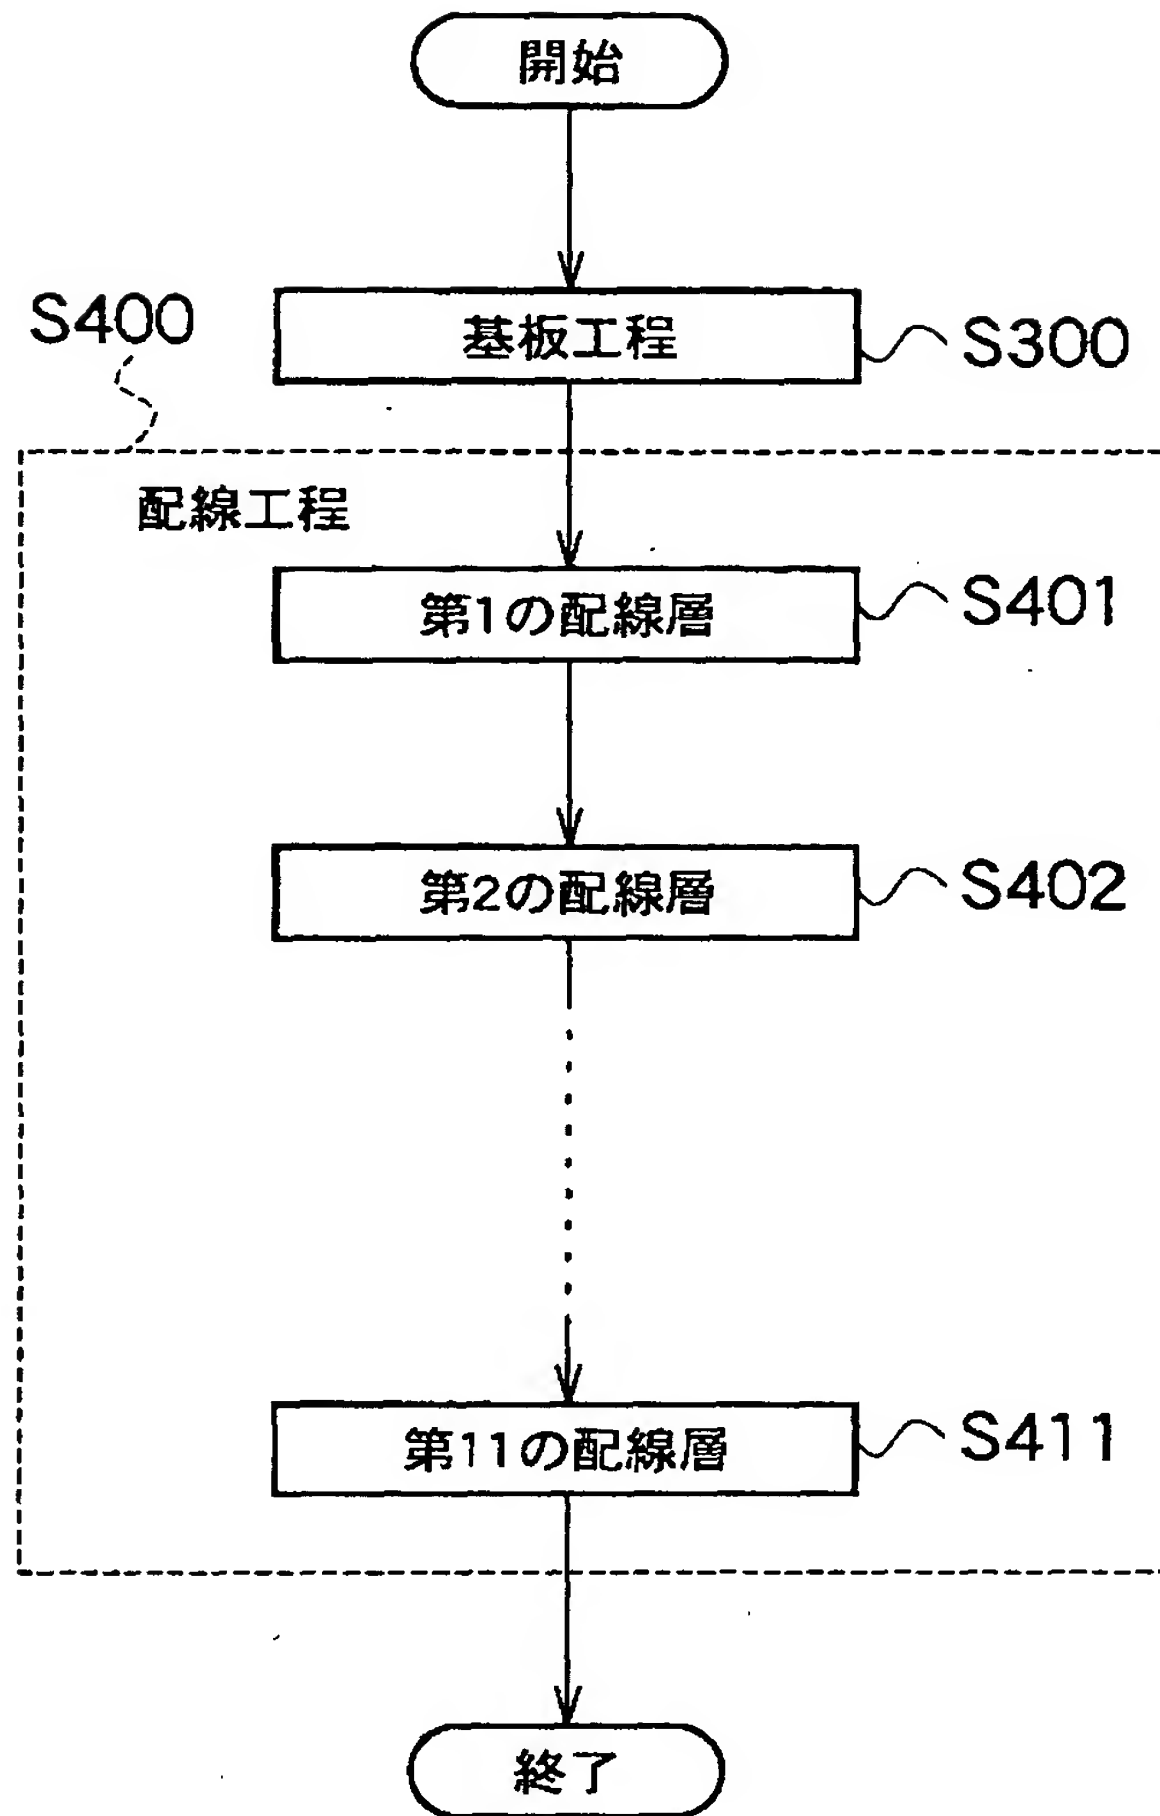 開始
基板工程
S300
S400
配線工程
第1の配線層
S401
第2の配線層
S402
第11の配線層
S411
終了